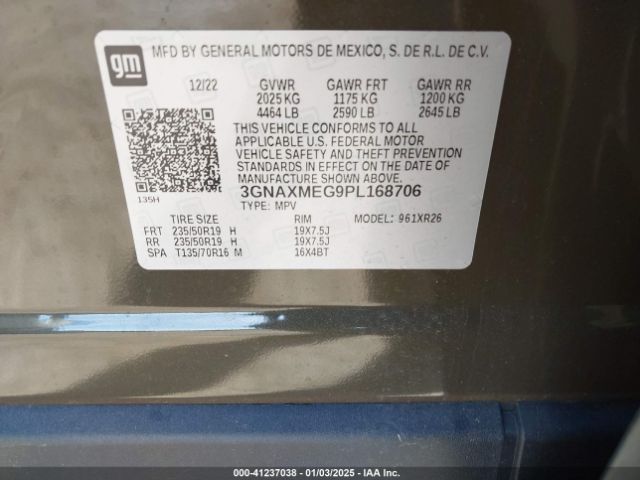 gm
MFD BY GENERAL MOTORS DE MEXICO, S. DE R.L. DE C.V.
12/22 GVWR GAWR FRT GAWR RR
2025 KG 1175 KG 1200 KG
4464 LB 2590 LB 2645 LB
THIS VEHICLE CONFORMS TO ALL
APPLICABLE U.S. FEDERAL MOTOR
VEHICLE SAFETY AND THEFT PREVENTION
STANDARDS IN EFFECT ON THE DATE OF
MANUFACTURE SHOWN ABOVE.
3GNAXMEG9PL168706
135H
TYPE: MPV MODEL: 961XR26
TIRE SIZE RIM
FRT 235/50R19 H 19X7.5J
RR 235/50R19 H 19X7.5J
SPA T135/70R16 M 16X4BT
000-41237038 - 01/03/2025 - IAA Inc.